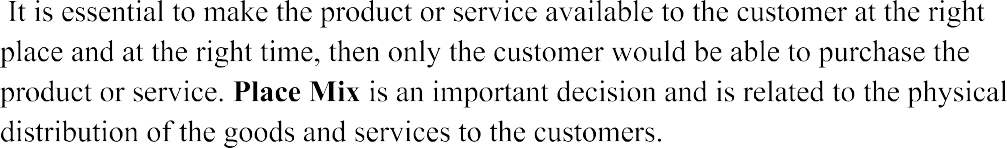 It is essential to make the product or service available to the customer at the right
place and at the right time, then only the customer would be able to purchase the
product or service. Place Mix is an important decision and is related to the physical
distribution of the goods and services to the customers.